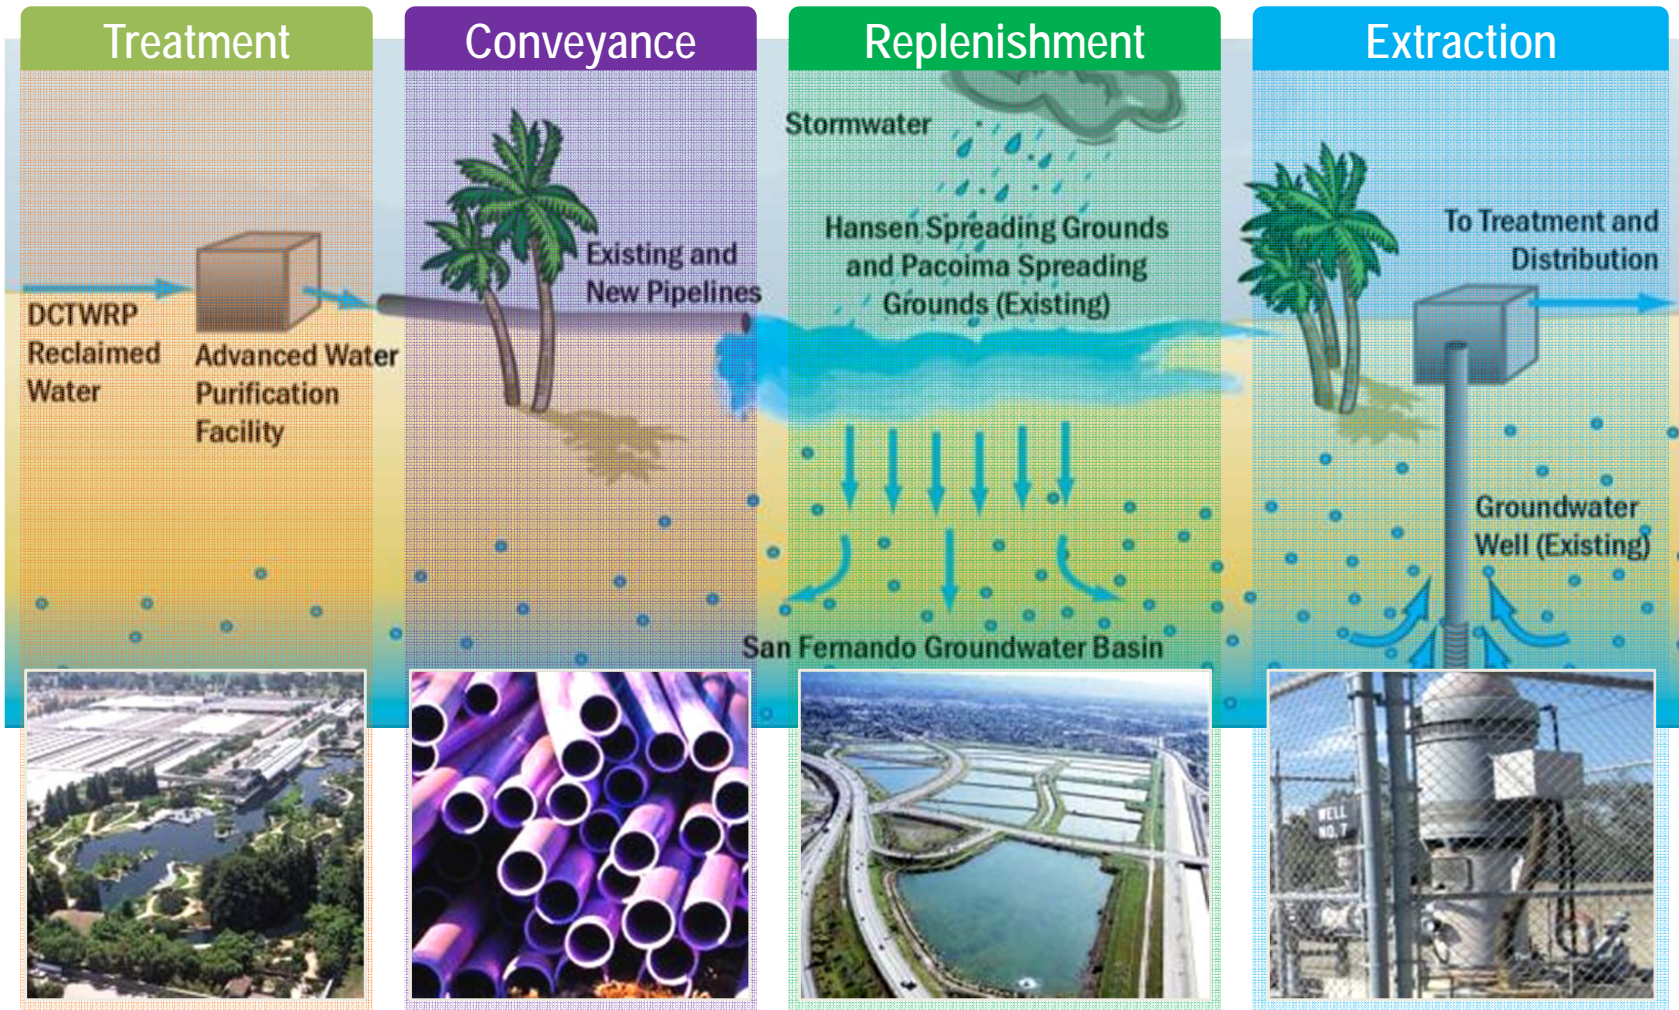 Treatment
Conveyance
Replenishment
Extraction
DCTWRP
Reclaimed
Water
Advanced Water
Purification
Facility
Existing and
New Pipelines
Stormwater
Hansen Spreading Grounds
and Pacoima Spreading
Grounds (Existing)
San Fernando Groundwater Basin
To Treatment and
Distribution
Groundwater
Well (Existing)
WELL
NO. 7